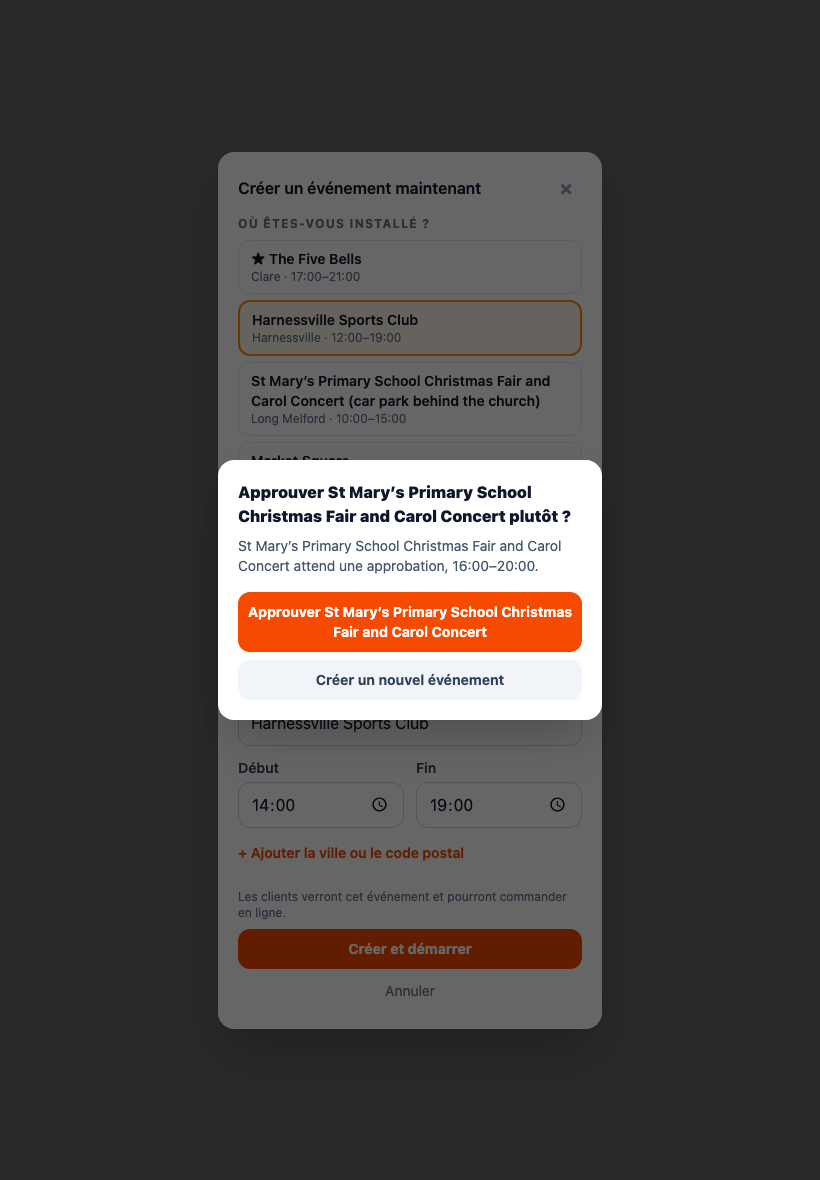 Créer un événement maintenant
OÙ ÊTES-VOUS INSTALLÉ ?
★ The Five Bells
Clare · 17:00–21:00
Harnessville Sports Club
Harnessville · 12:00–19:00
St Mary’s Primary School Christmas Fair and
Carol Concert (car park behind the church)
Long Melford · 10:00–15:00
Market Square
Approuver St Mary’s Primary School
Christmas Fair and Carol Concert plutôt ?
St Mary’s Primary School Christmas Fair and Carol
Concert attend une approbation, 16:00–20:00.
Approuver St Mary’s Primary School Christmas
Fair and Carol Concert
Créer un nouvel événement
Harnessville Sports Club
Début
Fin
14:00
19:00
+ Ajouter la ville ou le code postal
Les clients verront cet événement et pourront commander
en ligne.
Créer et démarrer
Annuler